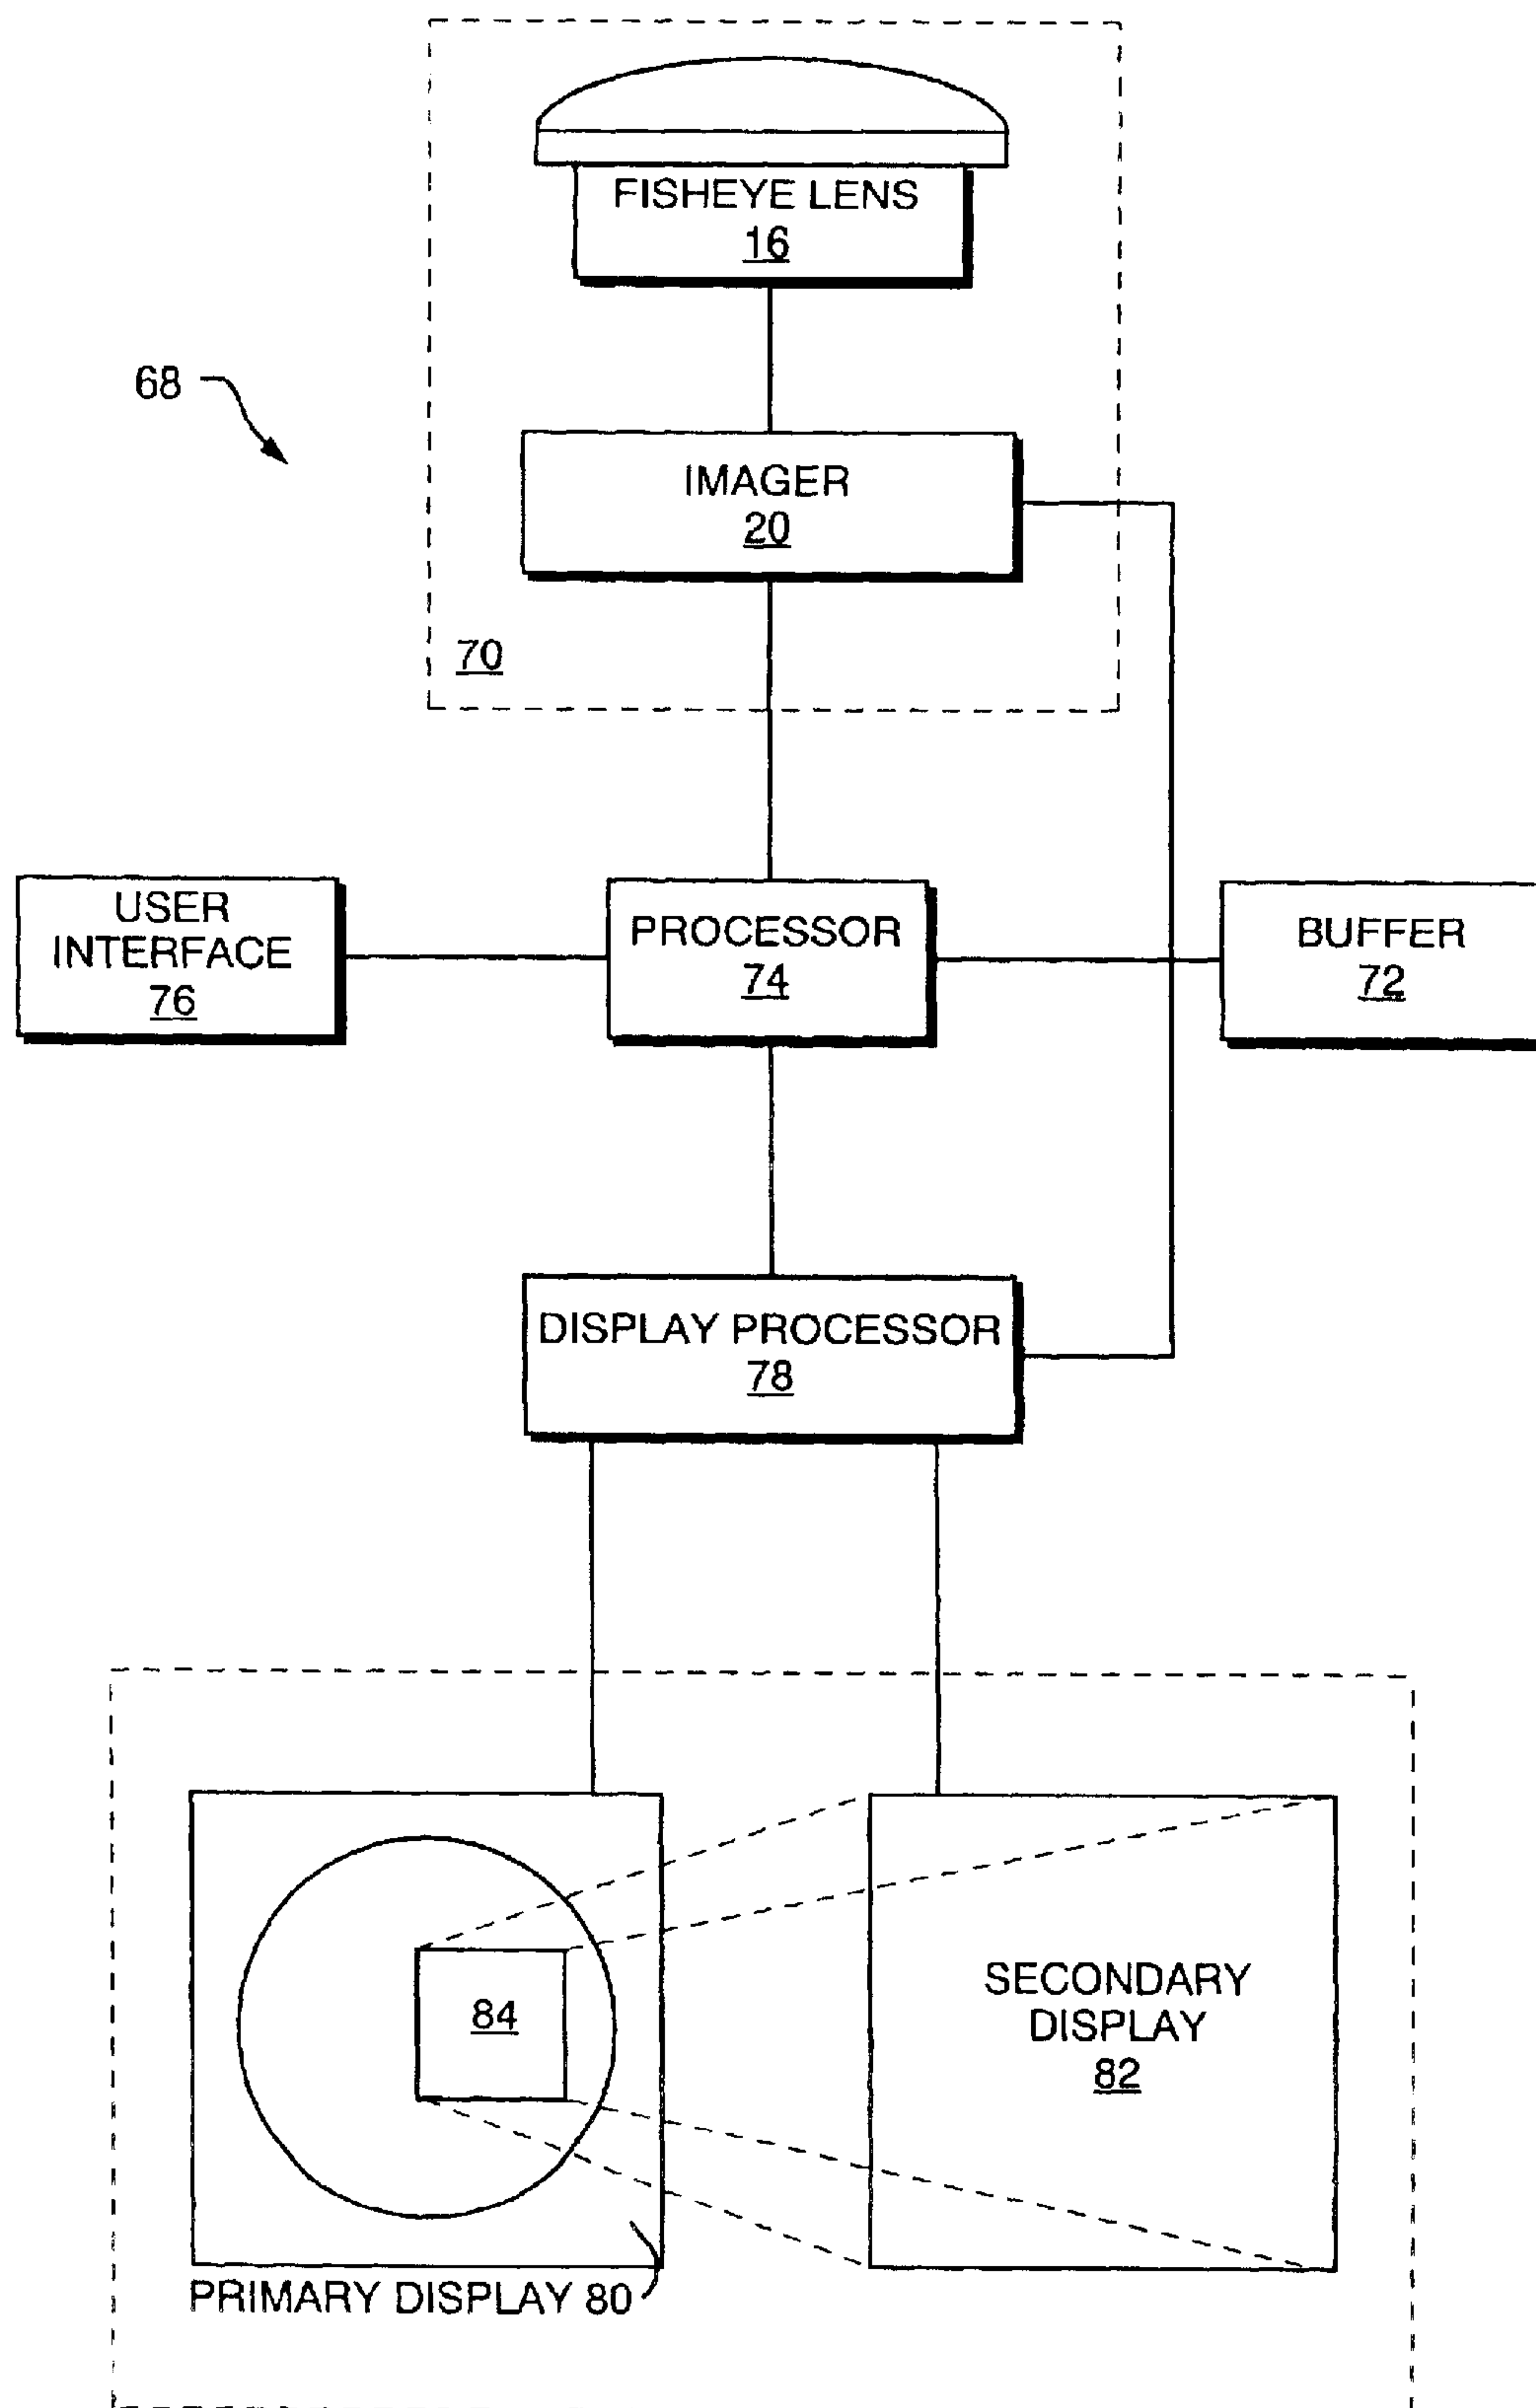 FISHEYE LENS
16
68
IMAGER
20
70
USER
INTERFACE
76
PROCESSOR
74
BUFFER
72
DISPLAY PROCESSOR
78
84
SECONDARY
DISPLAY
82
PRIMARY DISPLAY 80